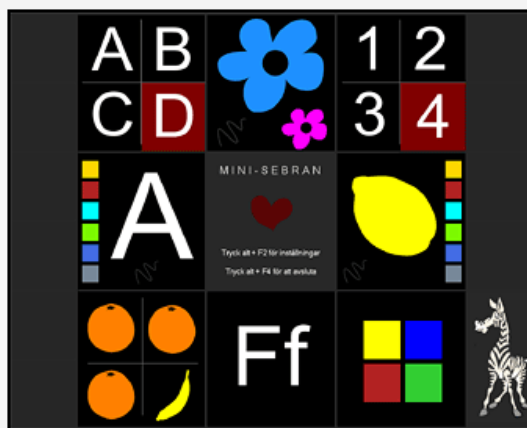 A B
C D
1 2
3 4
A
MINI-SEBRAN
Tryck alt + F2 för inställningar
Tryck alt + F4 för att avsluta
Ff